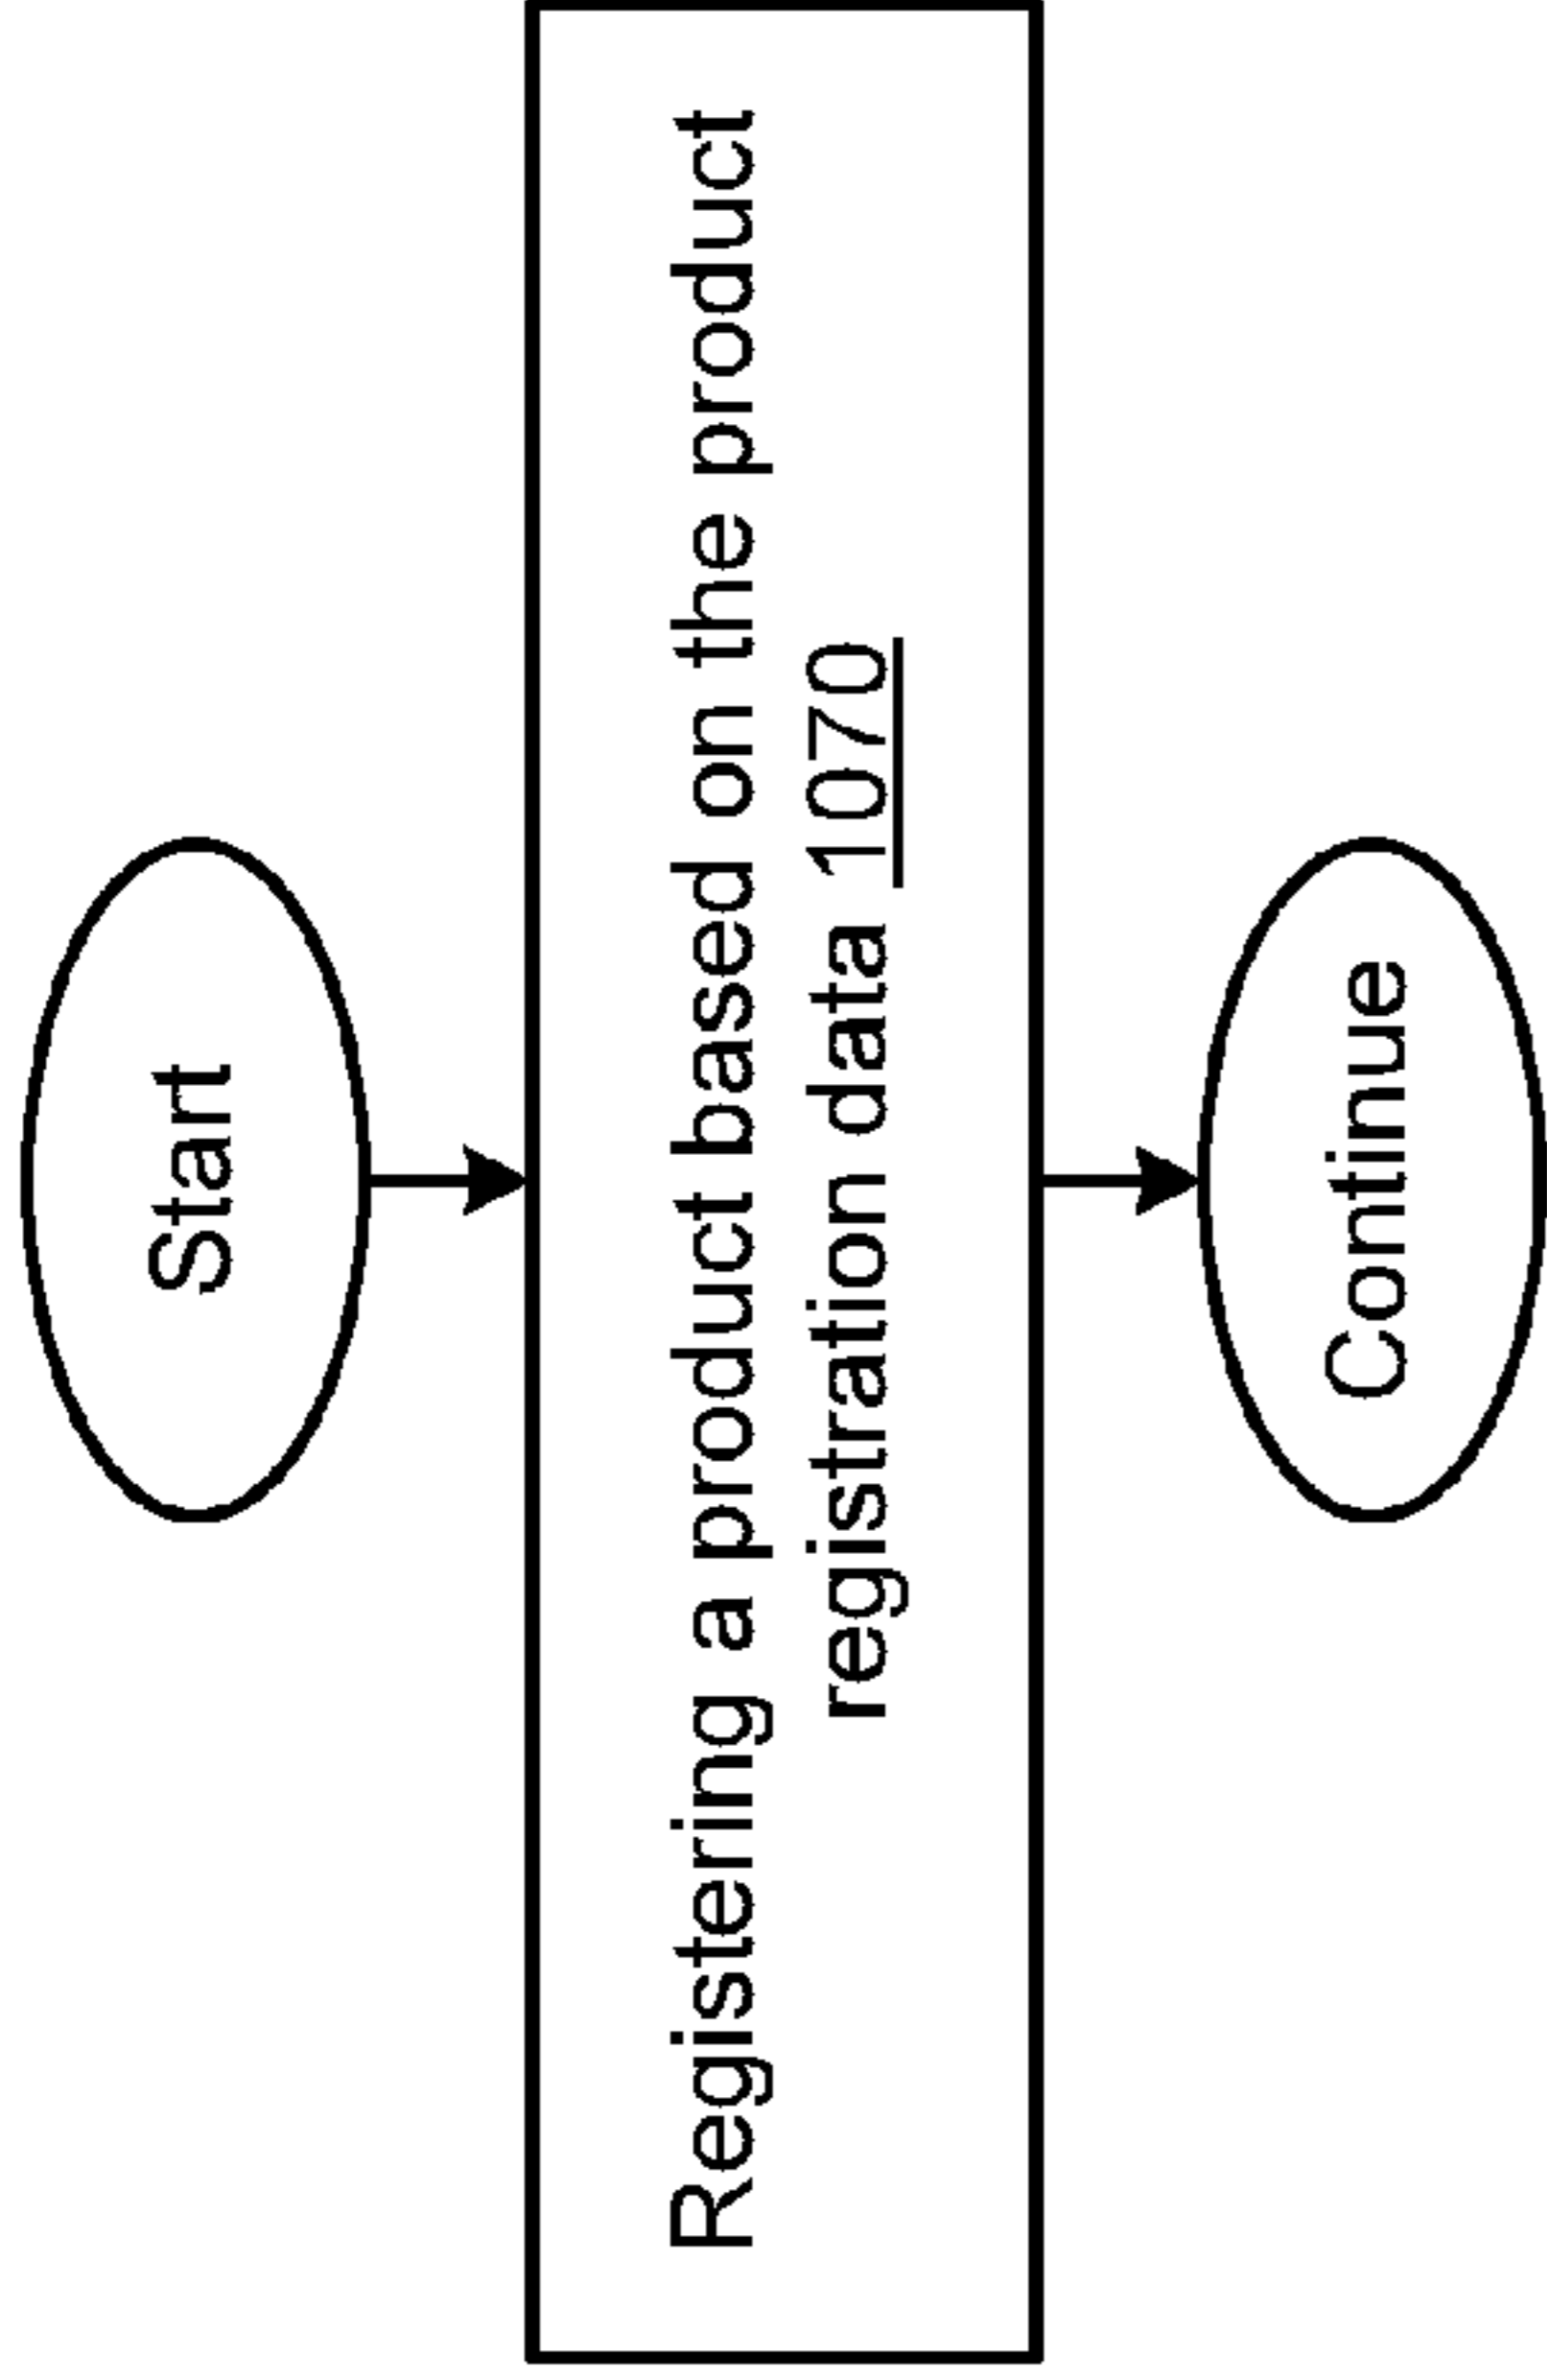 Start
Registering a product based on the product
registration data 1070
Continue